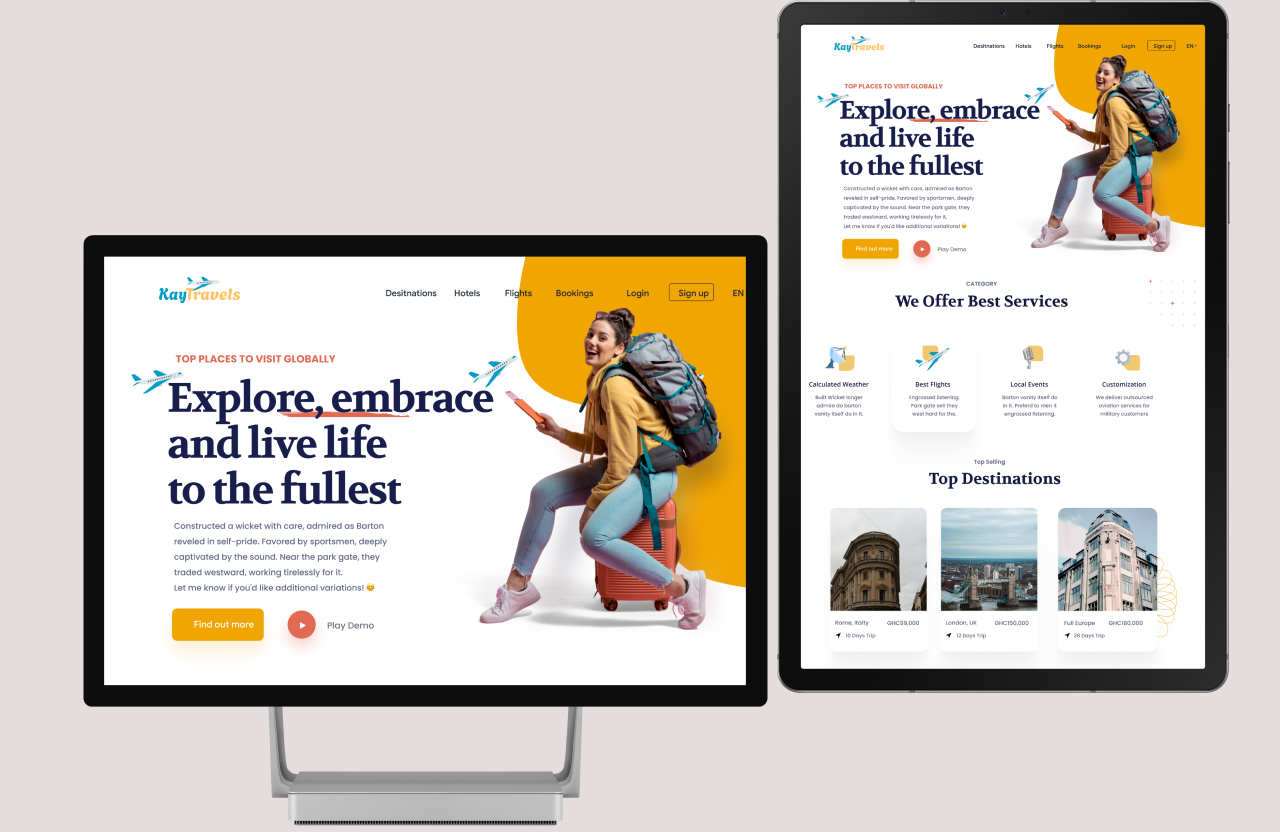 KayTravels
Desitnations Hotels Flights Bookings Login Sign up EN
TOP PLACES TO VISIT GLOBALLY
Explore, embrace
and live life
to the fullest
Constructed a wicket with care, admired as Barton
reveled in self-pride. Favored by sportsmen, deeply
captivated by the sound. Near the park gate, they
traded westward, working tirelessly for it.
Let me know if you'd like additional variations! 😊
Find out more
Play Demo
KayTravels
Desitnations Hotels Flights Bookings Login Sign up EN
TOP PLACES TO VISIT GLOBALLY
Explore, embrace
and live life
to the fullest
Constructed a wicket with care, admired as Barton
reveled in self-pride. Favored by sportsmen, deeply
captivated by the sound. Near the park gate, they
traded westward, working tirelessly for it.
Let me know if you'd like additional variations! 😊
Find out more
Play Demo
CATEGORY
We Offer Best Services
Calculated Weather
Built Wicket longer
admire do barton
vanity itself do in it.
Best Flights
Engrossed listening.
Park gate sell they
west hard for the.
Local Events
Barton vanity itself do
in it. Preferd to men it
engrossed listening.
Customization
We deliver outsourced
aviation services for
military customers
Top Selling
Top Destinations
Rome, Italty GHC99,000
10 Days Trip
London, UK GHC150,000
12 Days Trip
Full Europe GHC180,000
28 Days Trip